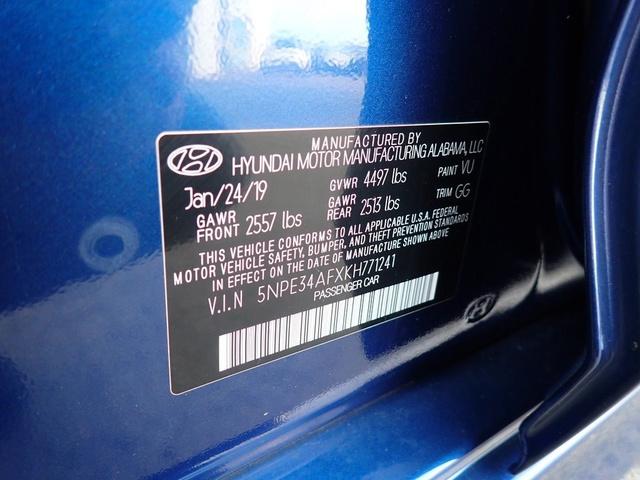 MANUFACTURED BY
HYUNDAI MOTOR MANUFACTURING ALABAMA, LLC
Jan/24/19 GVWR 4497 lbs PAINT VU
GAWR FRONT 2557 lbs GAWR REAR 2513 lbs TRIM GG
THIS VEHICLE CONFORMS TO ALL APPLICABLE U.S.A. FEDERAL
MOTOR VEHICLE SAFETY, BUMPER, AND THEFT PREVENTION STANDARDS
IN EFFECT ON THE DATE OF MANUFACTURE SHOWN ABOVE
V.I.N 5NPE34AFXKH771241
PASSENGER CAR